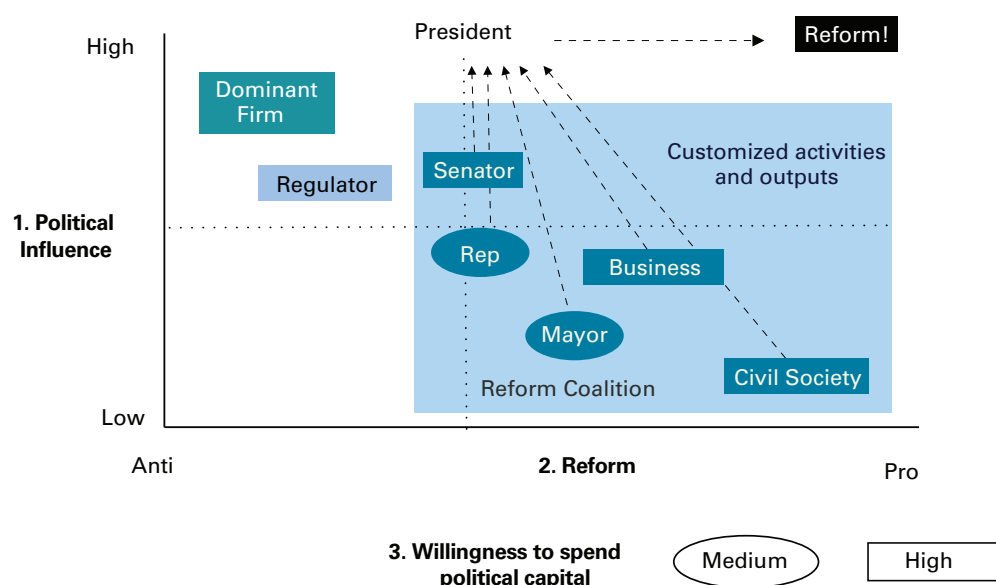 President
Reform!
High
Dominant
Firm
Customized activities
and outputs
Senator
Regulator
1. Political
Influence
Rep
Business
Mayor
Civil Society
Reform Coalition
Low
Anti
2. Reform
Pro
3. Willingness to spend
political capital
Medium
High